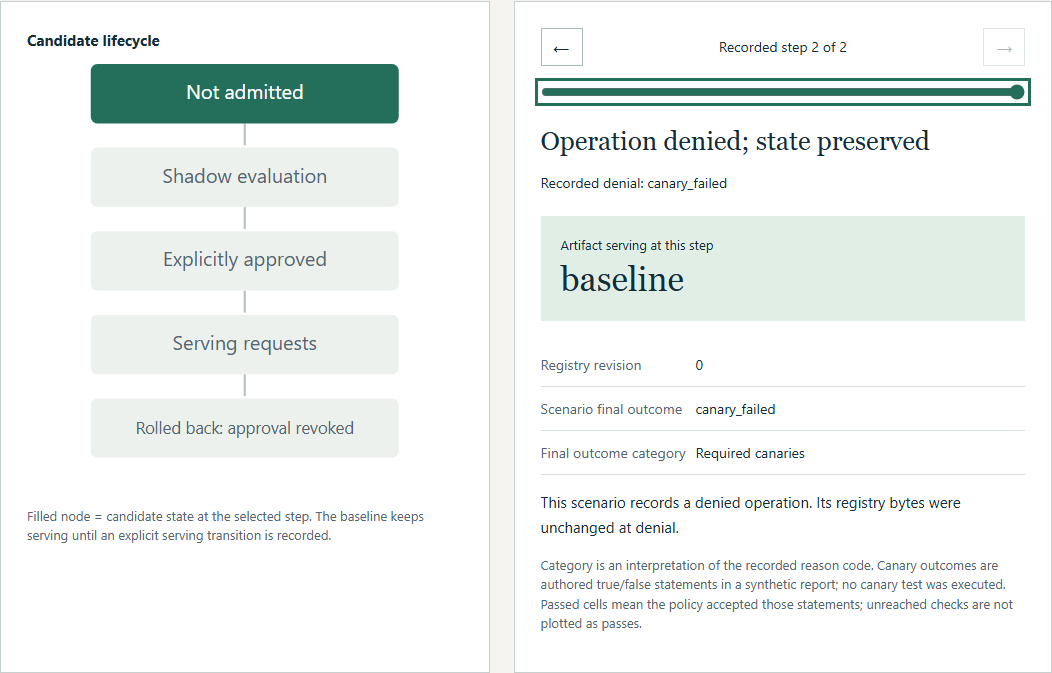 Candidate lifecycle
Not admitted
Shadow evaluation
Explicitly approved
Serving requests
Rolled back: approval revoked
Filled node = candidate state at the selected step. The baseline keeps
serving until an explicit serving transition is recorded.
←
Recorded step 2 of 2
→
Operation denied; state preserved
Recorded denial: canary_failed
Artifact serving at this step
baseline
Registry revision 0
Scenario final outcome canary_failed
Final outcome category Required canaries
This scenario records a denied operation. Its registry bytes were
unchanged at denial.
Category is an interpretation of the recorded reason code. Canary outcomes are
authored true/false statements in a synthetic report; no canary test was executed.
Passed cells mean the policy accepted those statements; unreached checks are not
plotted as passes.